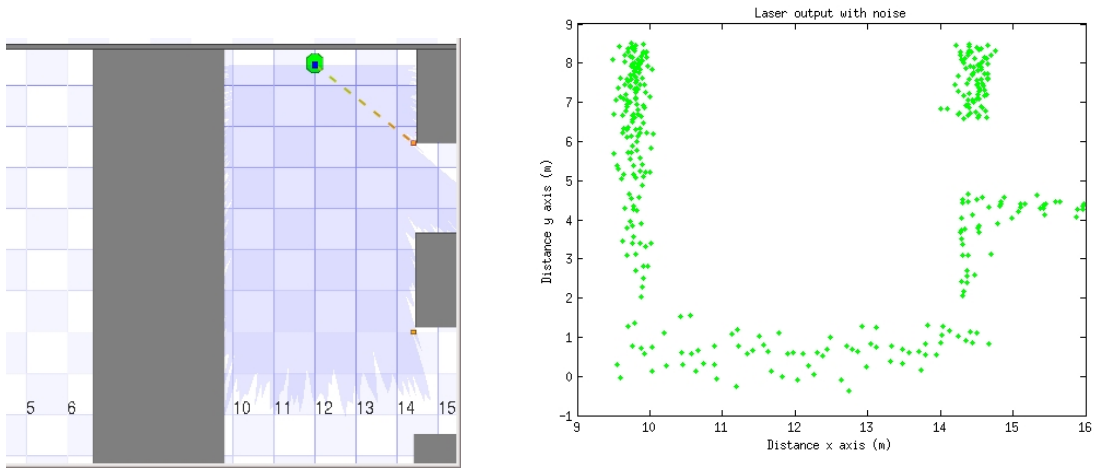 5 6 10 11 12 13 14 15
Laser output with noise
9
8
7
6
5
4
3
2
1
0
-1
Distance y axis (m)
9 10 11 12 13 14 15 16
Distance x axis (m)